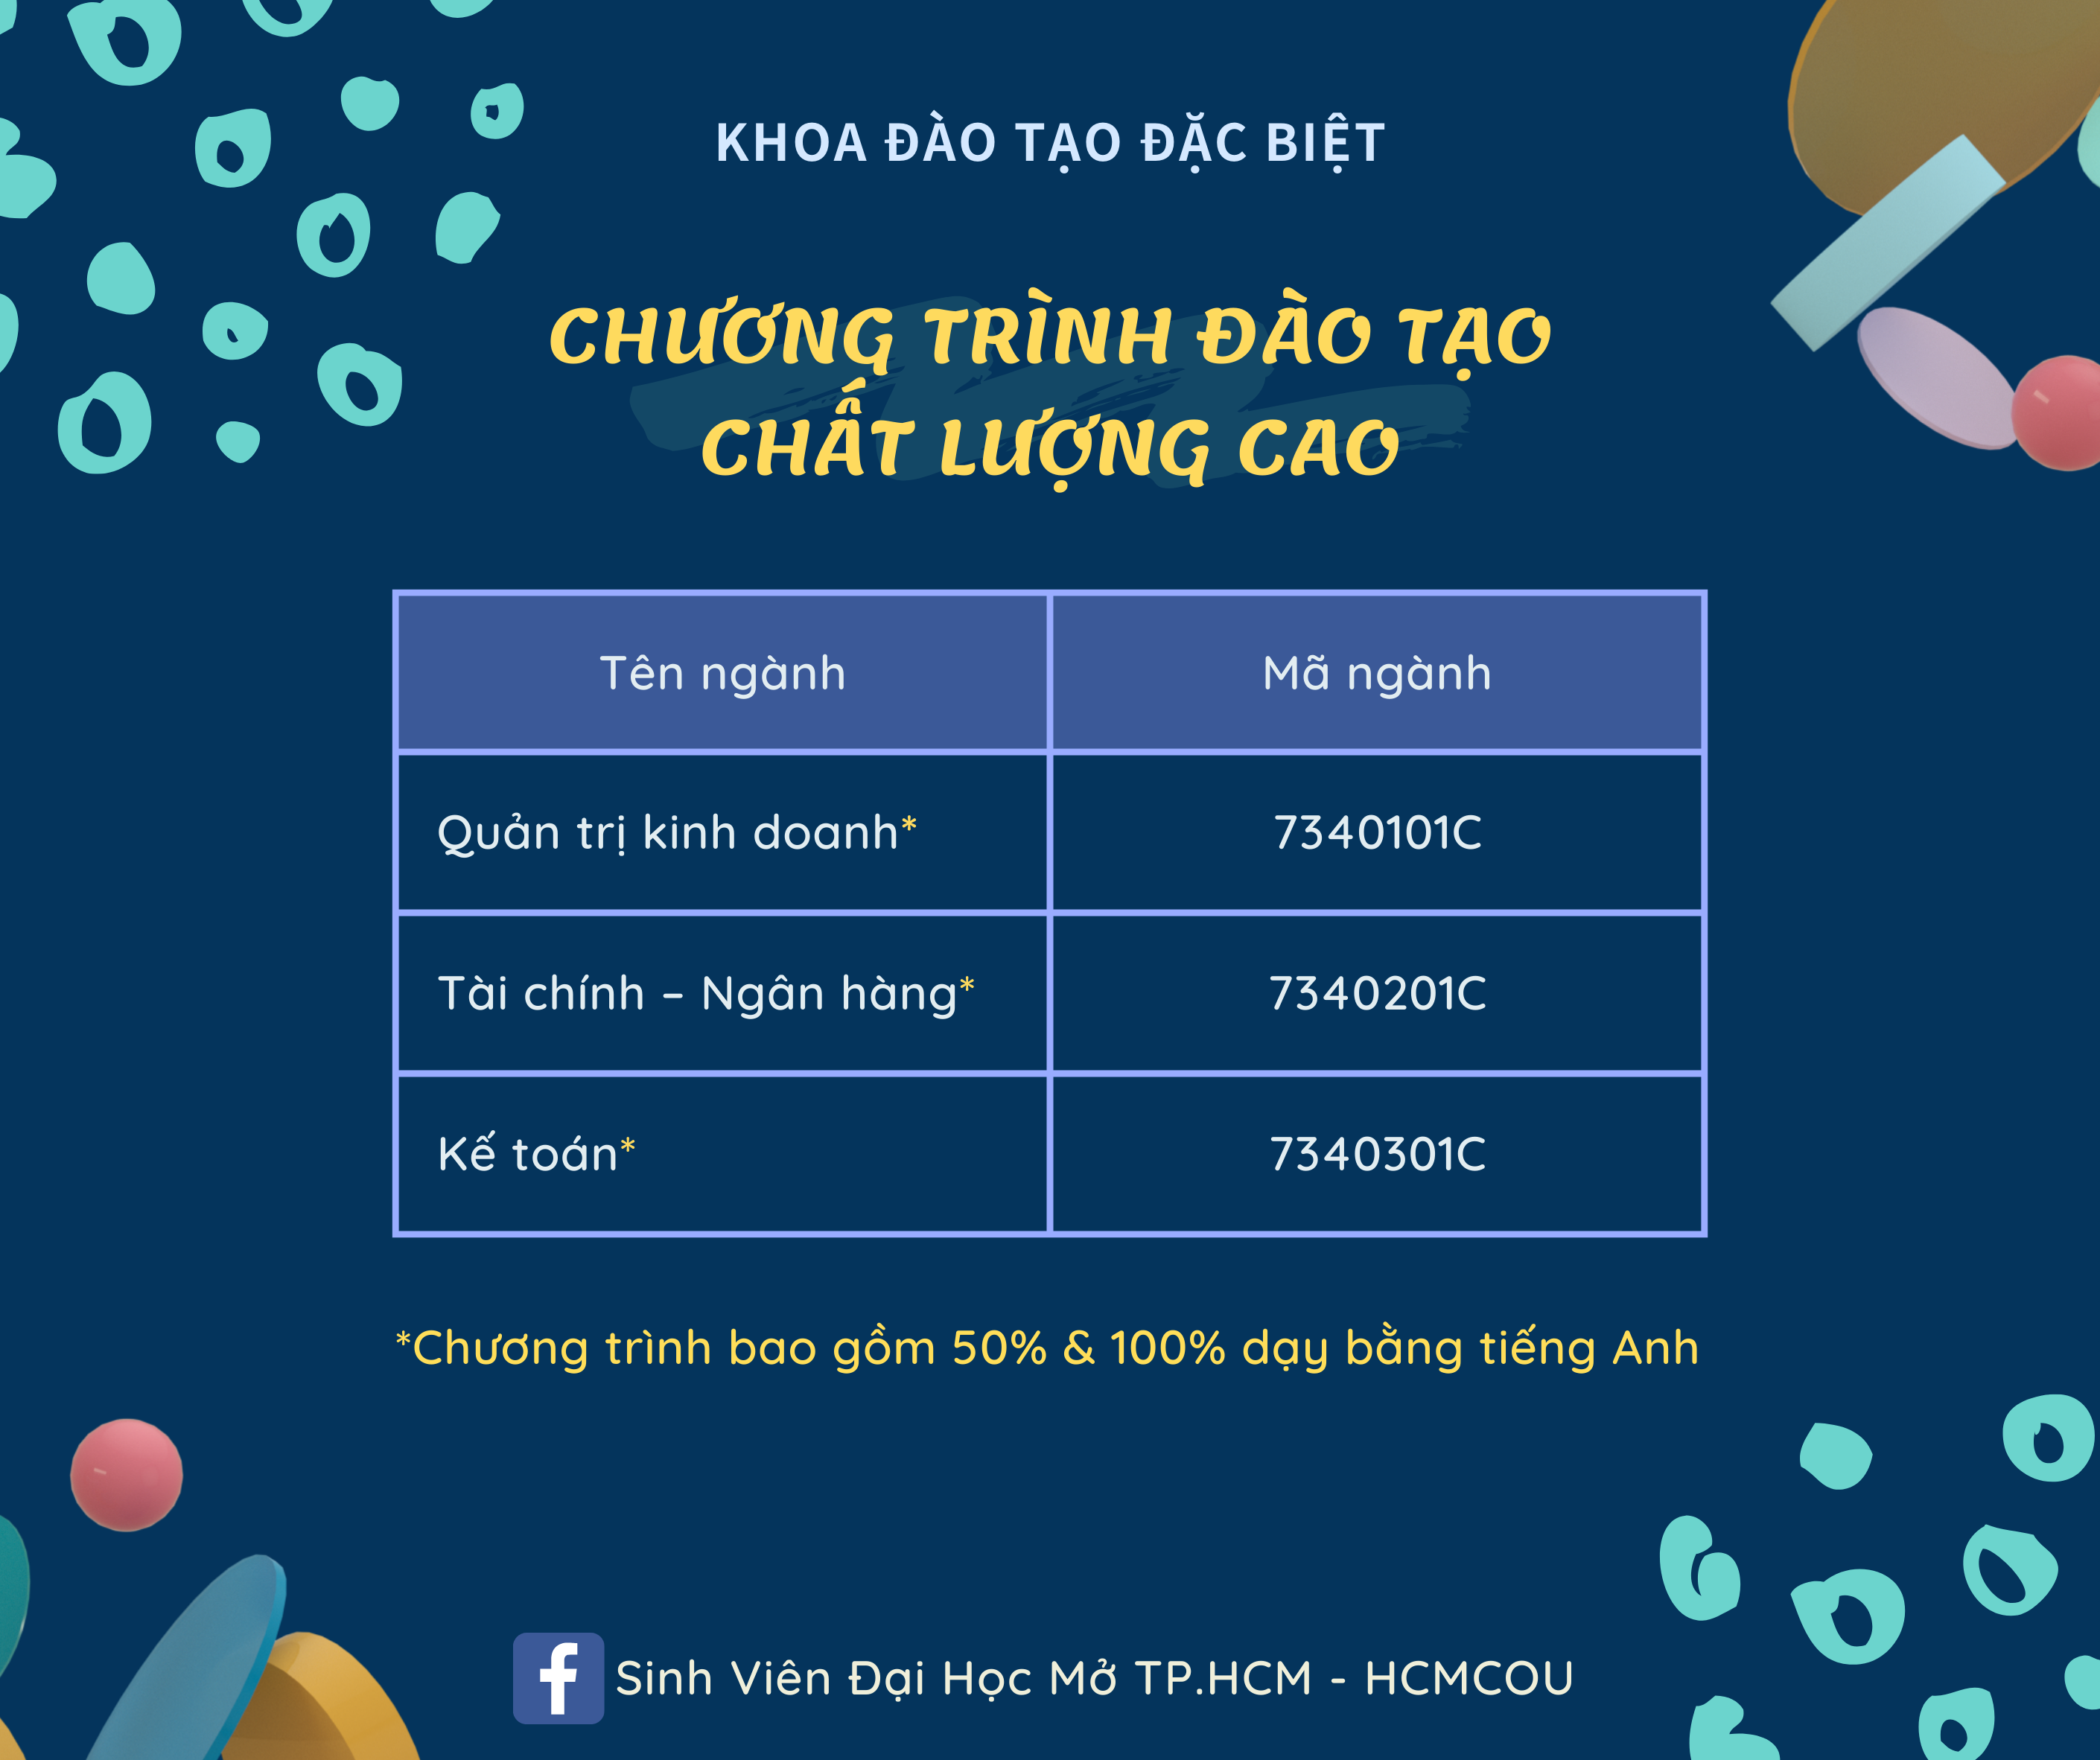 KHOA ĐÀO TẠO ĐẶC BIỆT
CHƯƠNG TRÌNH ĐÀO TẠO
CHẤT LƯỢNG CAO
Tên ngành Mã ngành
Quản trị kinh doanh* 7340101C
Tài chính – Ngân hàng* 7340201C
Kế toán* 7340301C
*Chương trình bao gồm 50% & 100% dạy bằng tiếng Anh
f Sinh Viên Đại Học Mở TP.HCM - HCMCOU